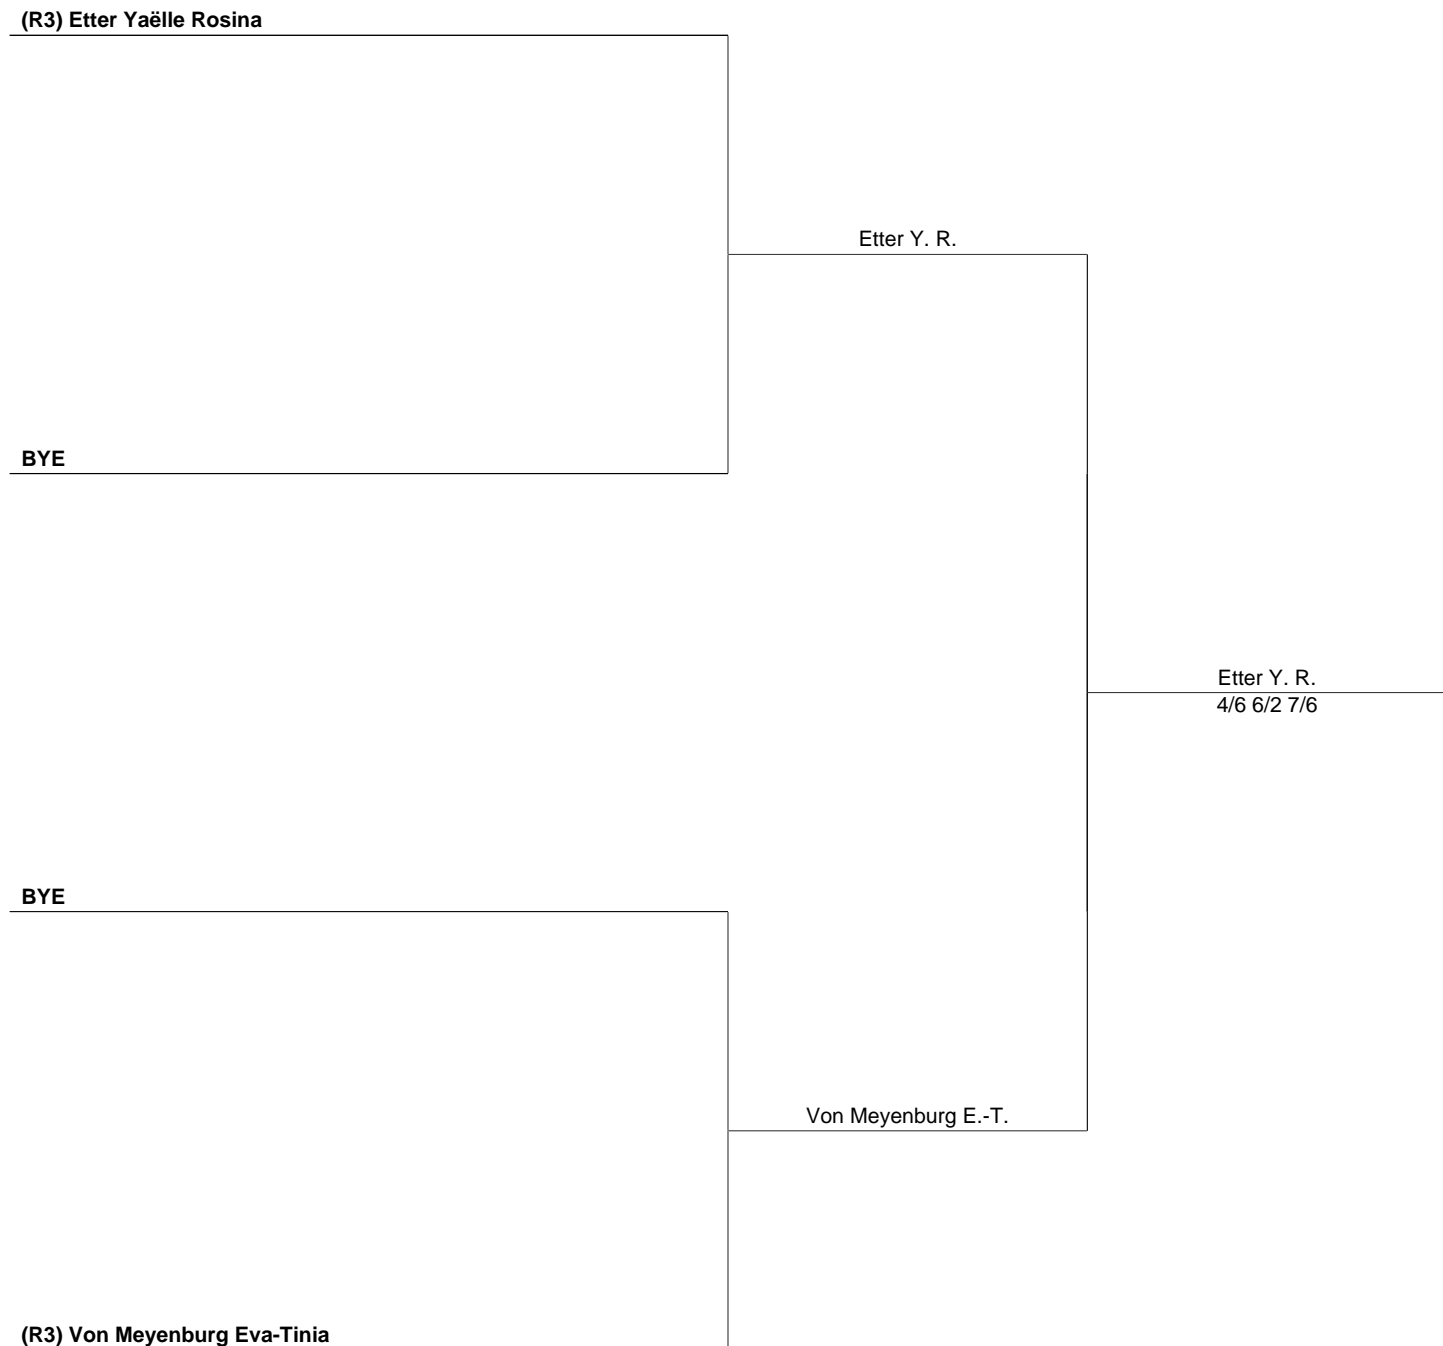 (R3) Etter Yaëlle Rosina
Etter Y. R.
BYE
Etter Y. R.
4/6 6/2 7/6
BYE
Von Meyenburg E.-T.
(R3) Von Meyenburg Eva-Tinia